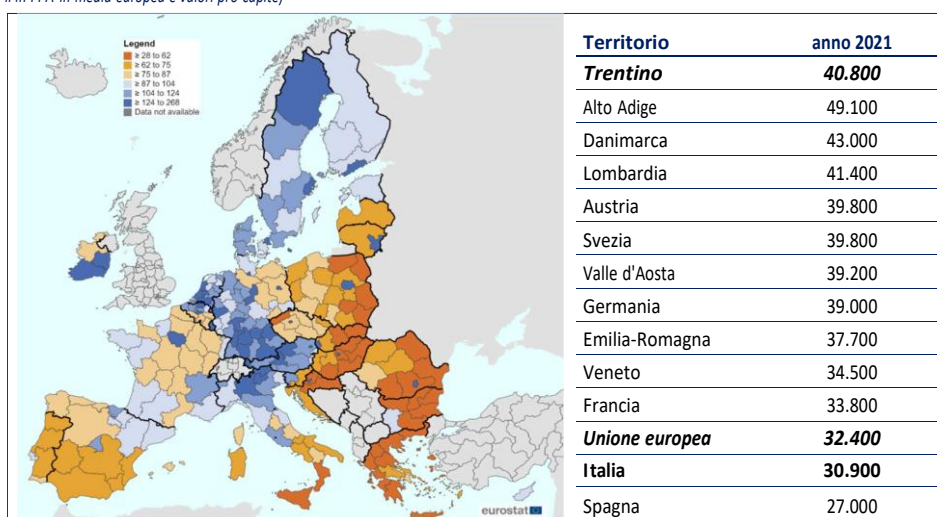 Legend
≥ 28 to 62
≥ 62 to 75
≥ 75 to 87
≥ 87 to 104
≥ 104 to 124
≥ 124 to 268
Data not available
eurostat
Territorio anno 2021
Trentino 40.800
Alto Adige 49.100
Danimarca 43.000
Lombardia 41.400
Austria 39.800
Svezia 39.800
Valle d'Aosta 39.200
Germania 39.000
Emilia-Romagna 37.700
Veneto 34.500
Francia 33.800
Unione europea 32.400
Italia 30.900
Spagna 27.000